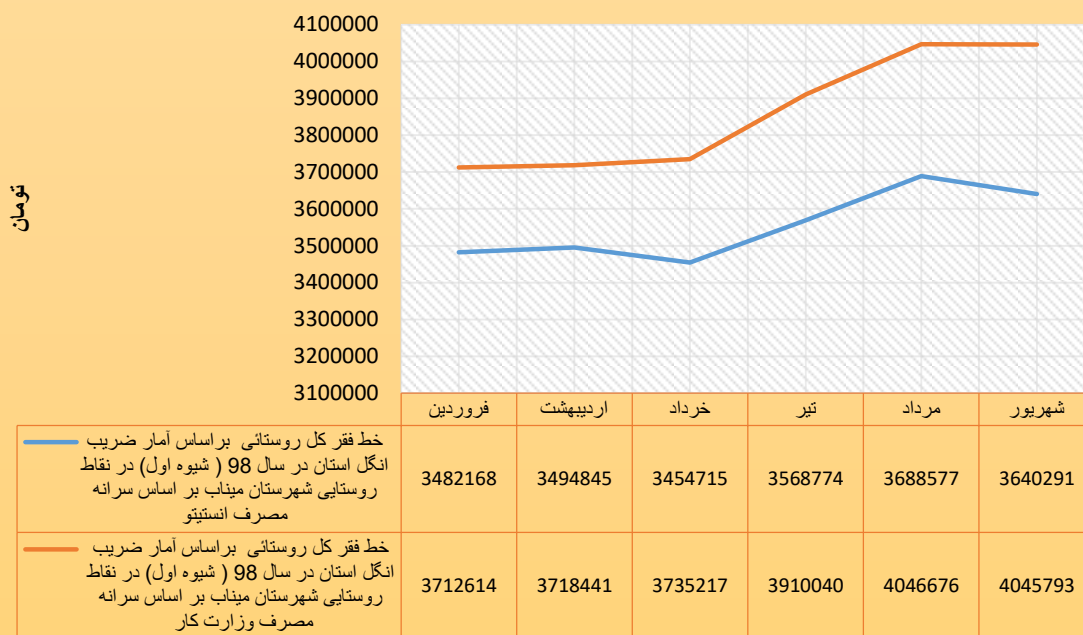 4100000
4000000
3900000
3800000
3700000
3600000
3500000
3400000
3300000
3200000
3100000
تومان
فروردین اردیبهشت خرداد تیر مرداد شهریور
خط فقر کل روستائی براساس آمار ضریب
انگل استان در سال 98 ( شیوه اول) در نقاط
روستایی شهرستان میناب بر اساس سرانه
مصرف انستیتو
3482168 3494845 3454715 3568774 3688577 3640291
خط فقر کل روستائی براساس آمار ضریب
انگل استان در سال 98 ( شیوه اول) در نقاط
روستایی شهرستان میناب بر اساس سرانه
مصرف وزارت کار
3712614 3718441 3735217 3910040 4046676 4045793